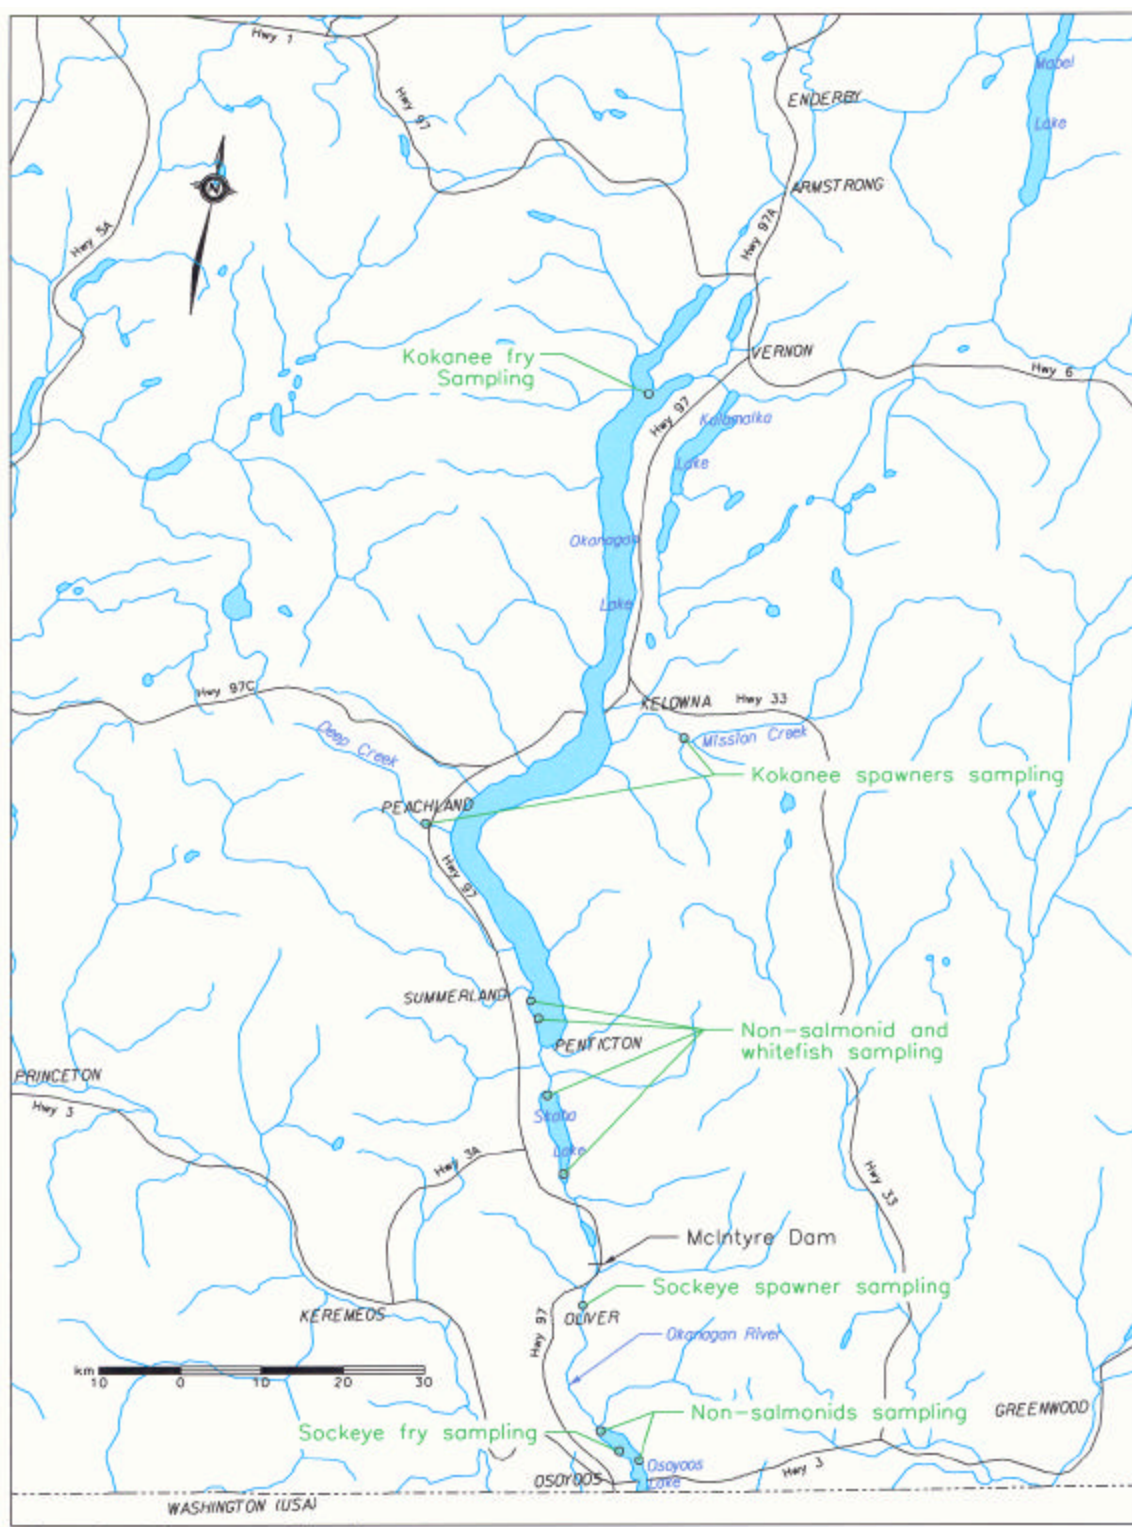 Hwy 1
Mabel
Hwy 97
ENDERBY
Lake
N
ARMSTRONG
Hwy 5A
Hwy 97A
Kokanee fry
Sampling
VERNON
Hwy 6
Hwy 97
Kalamalka
Lake
Okanagan
Lake
Hwy 97C
KELOWNA
Hwy 33
Deep Creek
Mission Creek
Kokanee spawners sampling
PEACHLAND
Hwy 97
SUMMERLAND
Non-salmonid and
whitefish sampling
PENTICTON
PRINCETON
Hwy 3
Skaha
Lake
Hwy 3A
Hwy 33
McIntyre Dam
Sockeye spawner sampling
KEREMEOS
OLIVER
Hwy 97
Okanagan River
km
10 0 10 20 30
Non-salmonids sampling
GREENWOOD
Sockeye fry sampling
Osoyoos
Lake
Hwy 3
OSOYOOS
WASHINGTON (USA)